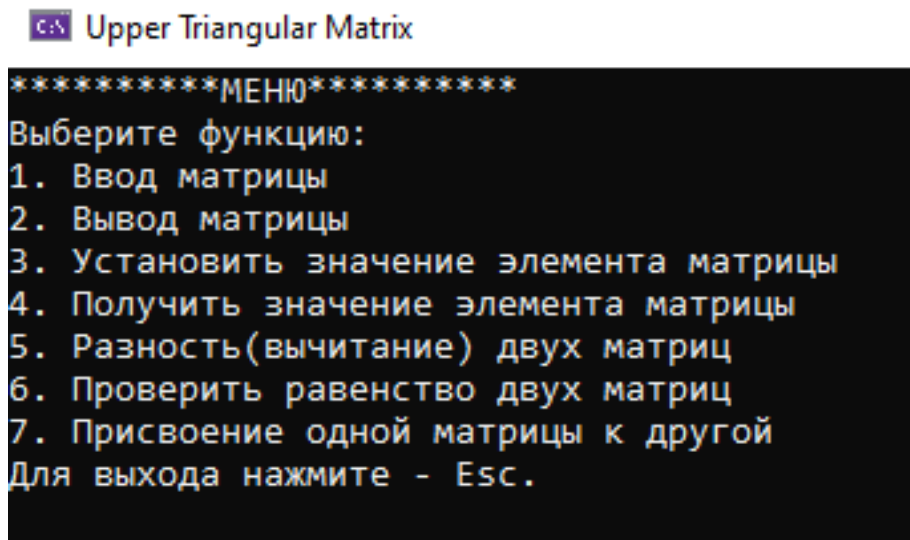 Upper Triangular Matrix
**********МЕНЮ**********
Выберите функцию:
1. Ввод матрицы
2. Вывод матрицы
3. Установить значение элемента матрицы
4. Получить значение элемента матрицы
5. Разность(вычитание) двух матриц
6. Проверить равенство двух матриц
7. Присвоение одной матрицы к другой
Для выхода нажмите - Esc.